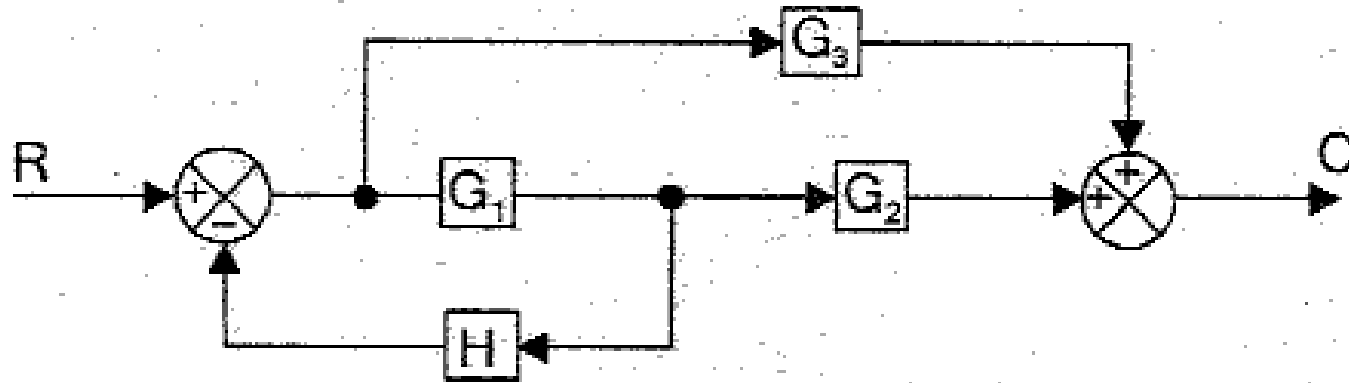 G₃
R + − G₁ G₂ + + C
H